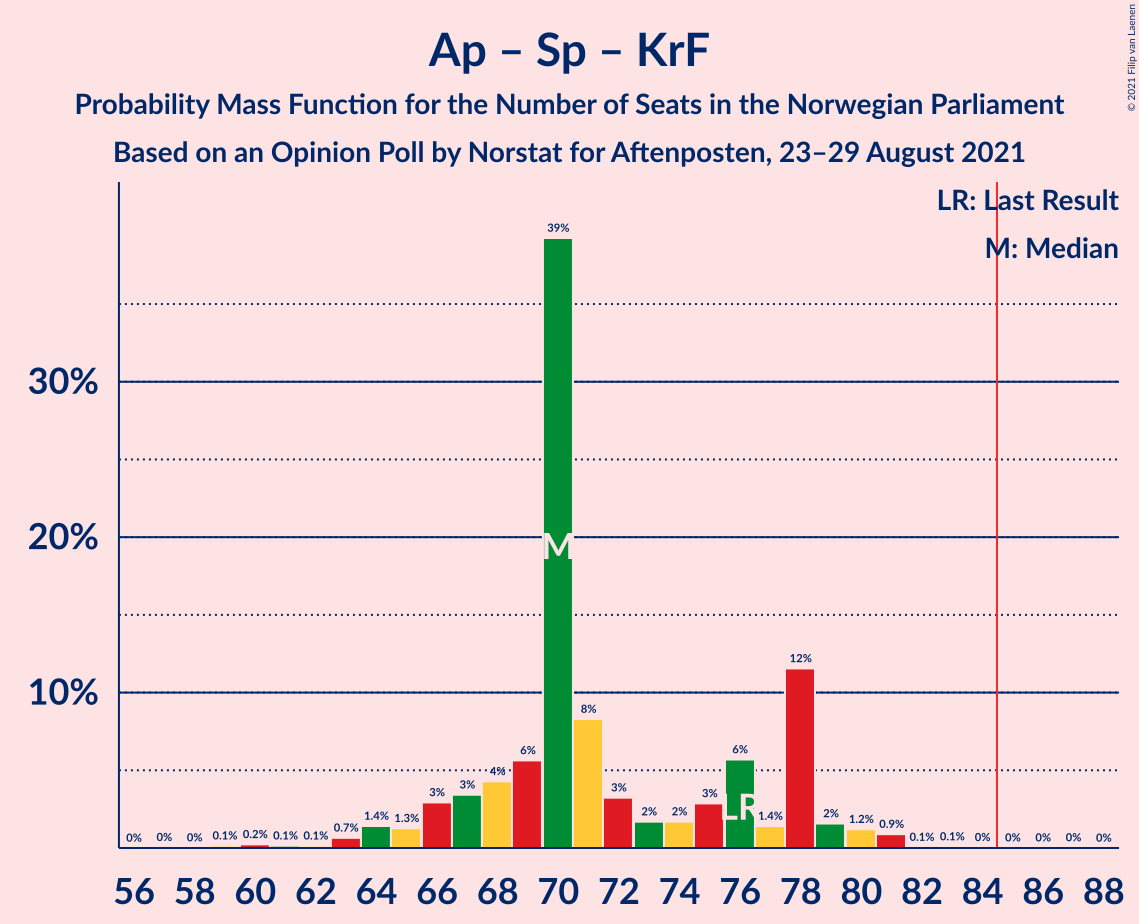 © 2021 Filip van Laenen
Ap – Sp – KrF
Probability Mass Function for the Number of Seats in the Norwegian Parliament
Based on an Opinion Poll by Norstat for Aftenposten, 23–29 August 2021
LR: Last Result
M: Median
30%
20%
10%
0% 0% 0% 0.1% 0.2% 0.1% 0.1% 0.7% 1.4% 1.3% 3% 3% 4% 6% 39% 8% 3% 2% 2% 3% 6% 1.4% 12% 2% 1.2% 0.9% 0.1% 0.1% 0% 0% 0% 0% 0%
M
LR
56 58 60 62 64 66 68 70 72 74 76 78 80 82 84 86 88